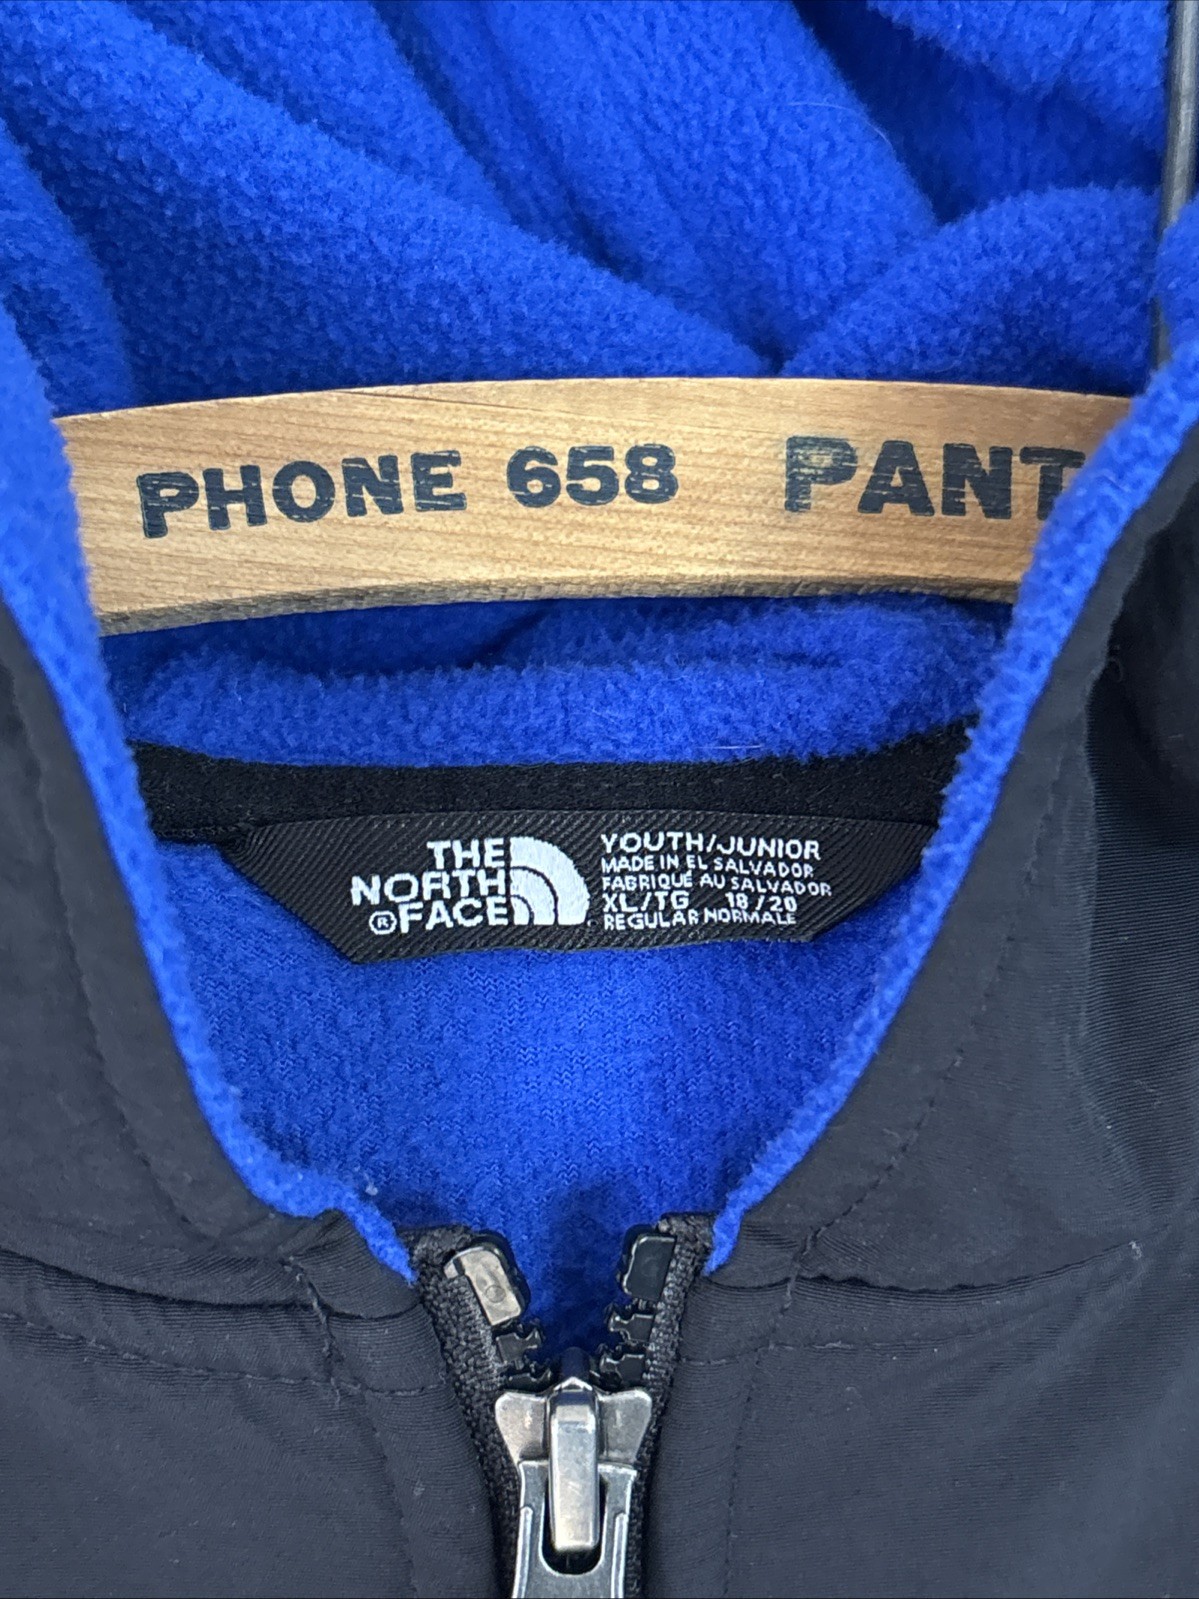 PHONE 658 PANT
THE
NORTH
®FACE
YOUTH/JUNIOR
MADE IN EL SALVADOR
FABRIQUE AU SALVADOR
XL/TG 18/20
REGULAR NORMALE